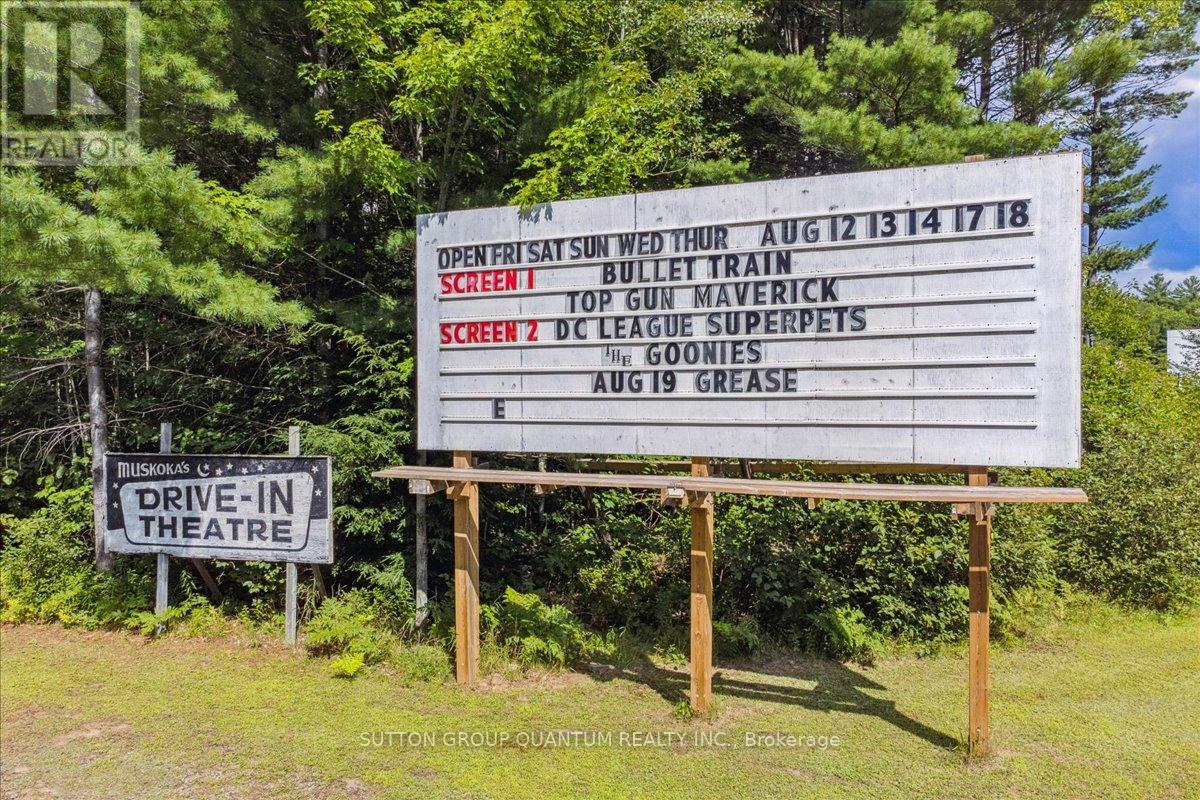 R
REALTOR
OPEN FRI SAT SUN WED THUR AUG 12 13 14 17 18
SCREEN 1 BULLET TRAIN
TOP GUN MAVERICK
SCREEN 2 DC LEAGUE SUPERPETS
THE GOONIES
AUG 19 GREASE
E
MUSKOKA'S
DRIVE-IN
THEATRE
SUTTON GROUP QUANTUM REALTY INC., Brokerage